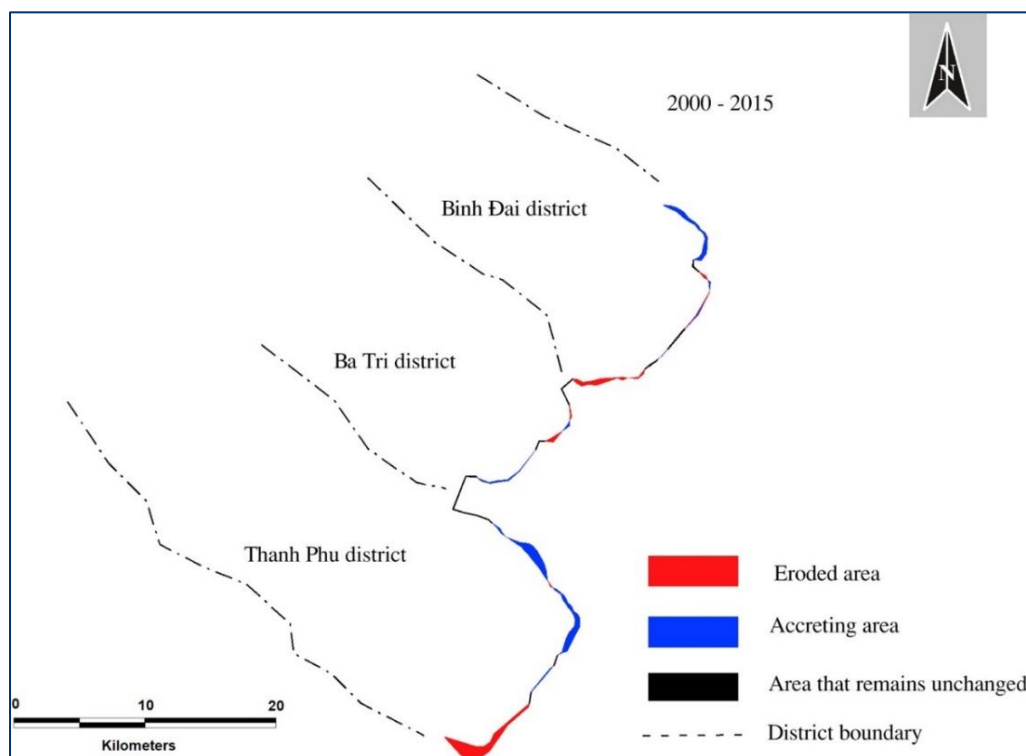 N
2000 - 2015
Binh Đai district
Ba Tri district
Thanh Phu district
Eroded area
Accreting area
Area that remains unchanged
District boundary
0 10 20
Kilometers